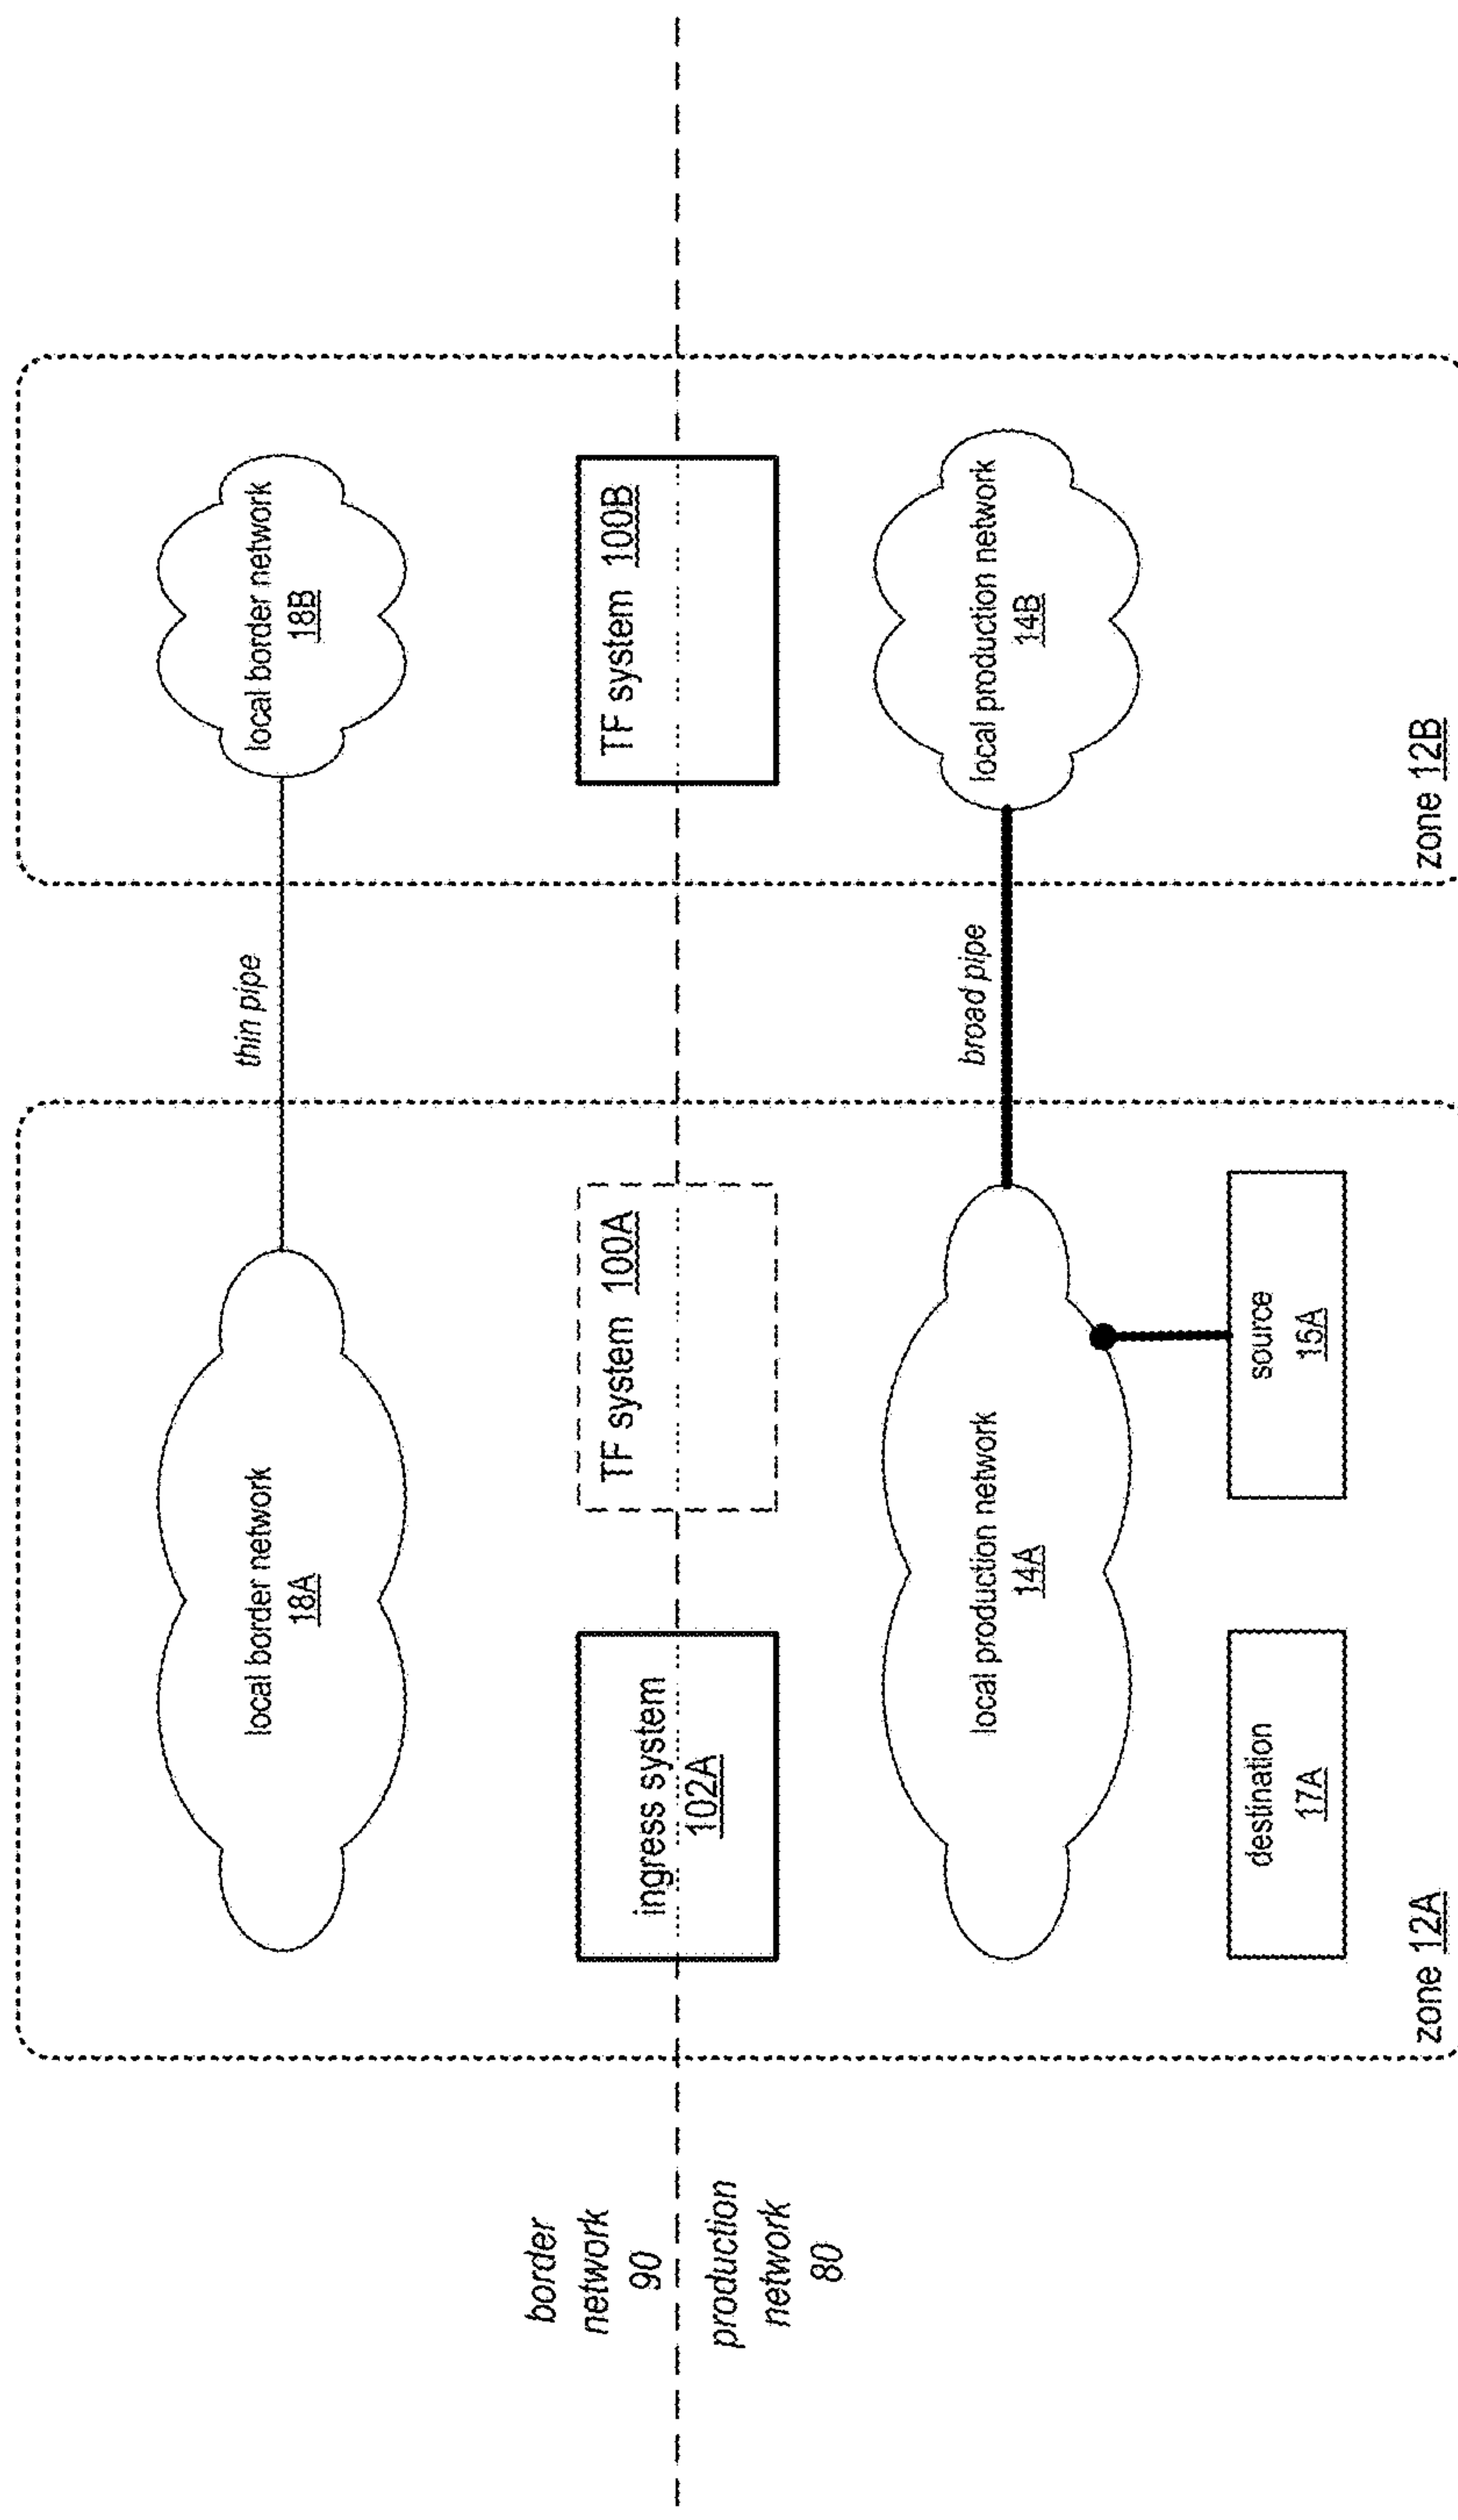 border
network
90
production
network
80
local border network
18A
thin pipe
local border network
18B
ingress system
102A
TF system 100A
TF system 100B
local production network
14A
broad pipe
local production network
14B
destination
17A
source
16A
zone 12A
zone 12B